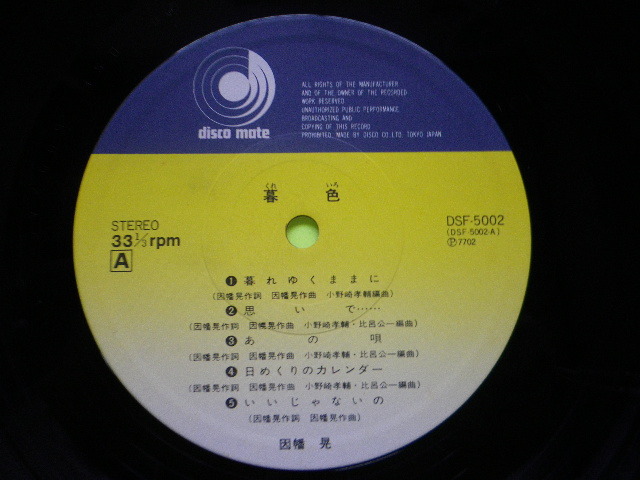 disco mate
ALL RIGHTS OF THE MANUFACTURER
AND OF THE OWNER OF THE RECORDED
WORK RESERVED
UNAUTHORIZED PUBLIC PERFORMANCE
BROADCASTING AND
COPYING OF THIS RECORD
PROHIBITED. MADE BY DISCO CO. LTD. TOKYO JAPAN.
くれ いろ
暮 色
STEREO
33 1/3 rpm
A
DSF-5002
(DSF-5002-A)
Ⓟ7702
❶ 暮れゆくままに
(因幡晃作詞 因幡晃作曲 小野崎孝輔編曲)
❷ 思いで……
(因幡晃作詞 因幌晃作曲 小野崎孝輔・比呂公一編曲)
❸ あの唄
(因幡晃作詞 因幡晃作曲 小野崎孝輔・比呂公一編曲)
❹ 日めくりのカレンダー
(因幡晃作詞 因幡晃作曲 小野崎孝輔・比呂公一編曲)
❺ いいじゃないの
(因幡晃作詞 因幡晃作曲)
因幡 晃